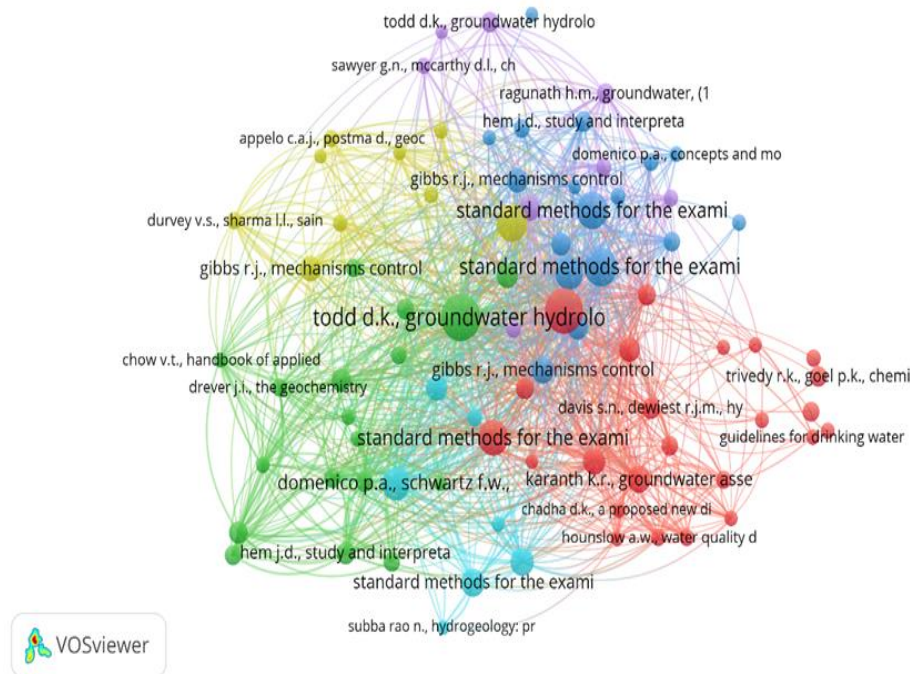 todd d.k., groundwater hydrolo
sawyer g.n., mccarthy d.l., ch
ragunath h.m., groundwater, (1
hem j.d., study and interpreta
appelo c.a.j., postma d., geoc
domenico p.a., concepts and mo
gibbs r.j., mechanisms control
standard methods for the exami
durvey v.s., sharma l.l., sain
gibbs r.j., mechanisms control
standard methods for the exami
todd d.k., groundwater hydrolo
chow v.t., handbook of applied
gibbs r.j., mechanisms control
trivedy r.k., goel p.k., chemi
drever j.i., the geochemistry
davis s.n., dewiest r.j.m., hy
standard methods for the exami
guidelines for drinking water
domenico p.a., schwartz f.w.,
karanth k.r., groundwater asse
chadha d.k., a proposed new di
hounslow a.w., water quality d
hem j.d., study and interpreta
standard methods for the exami
subba rao n., hydrogeology: pr
VOSviewer